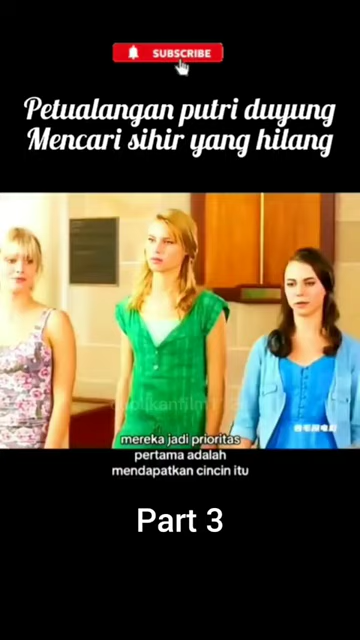 SUBSCRIBE
Petualangan putri duyung
Mencari sihir yang hilang
mereka jadi prioritas
pertama adalah
mendapatkan cincin itu
Part 3